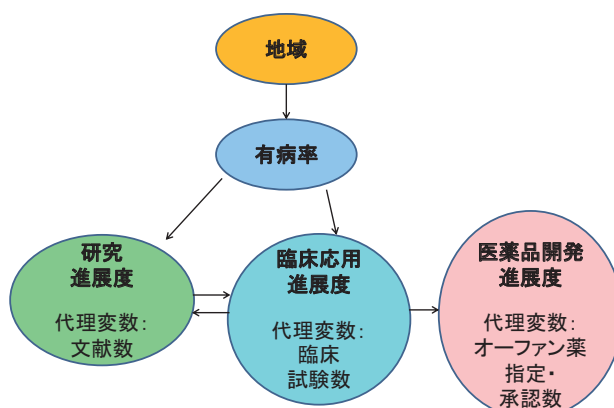 地域
有病率
研究
進展度
代理変数：
文献数
臨床応用
進展度
代理変数：
臨床
試験数
医薬品開発
進展度
代理変数：
オーファン薬
指定・
承認数